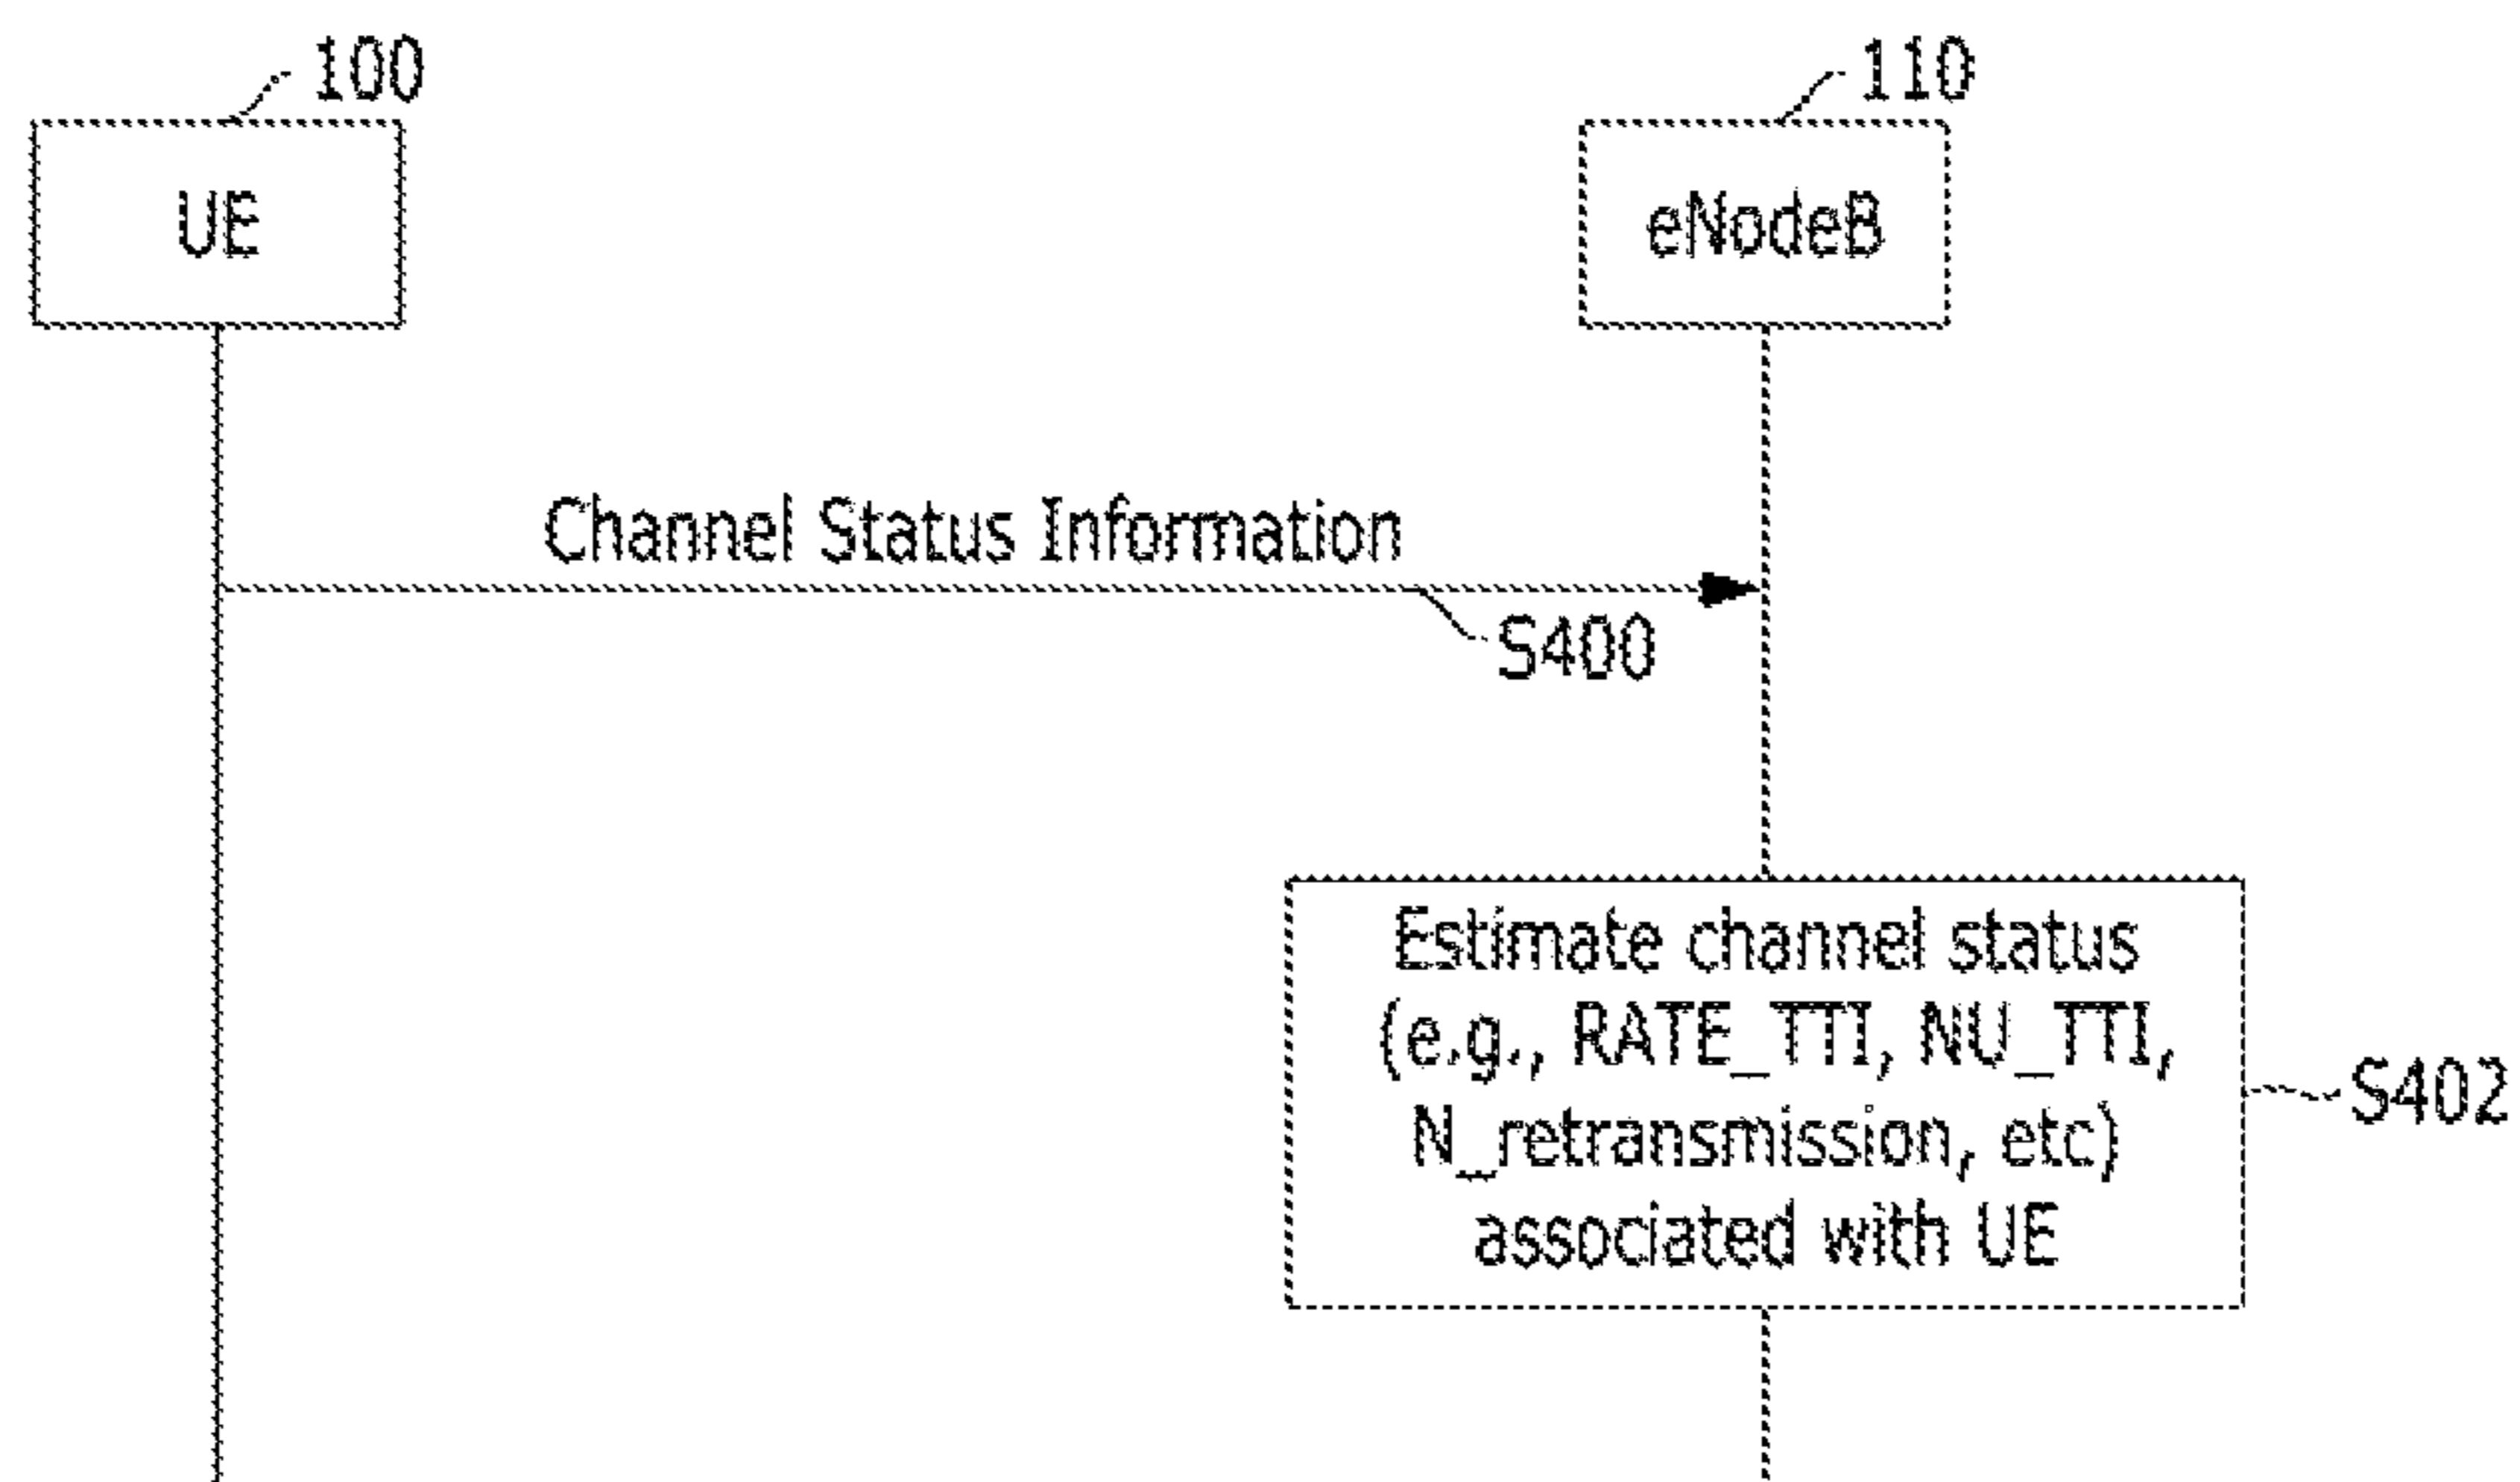 100
110
UE
eNodeB
Channel Status Information
S400
Estimate channel status
(e.g., RATE_TTI, NU_TTI,
N_retransmission, etc)
associated with UE
S402